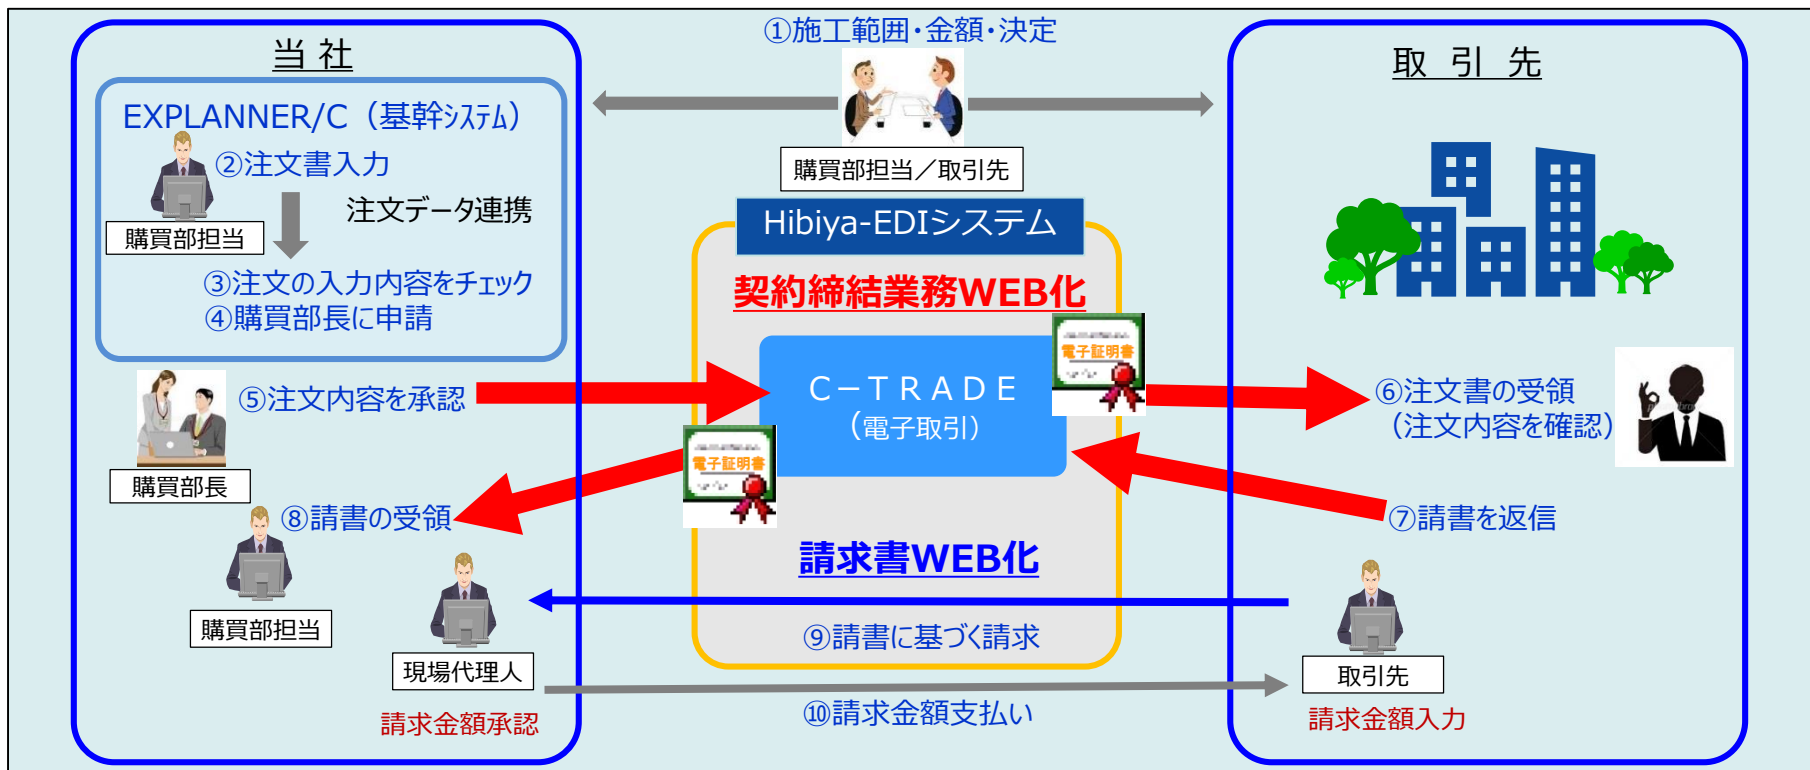 ①施工範囲・金額・決定
当 社
取 引 先
EXPLANNER/C（基幹システム）
②注文書入力
購買部担当／取引先
注文データ連携
購買部担当
Hibiya-EDIシステム
③注文の入力内容をチェック
④購買部長に申請
契約締結業務WEB化
電子証明書
C－TRADE
（電子取引）
⑤注文内容を承認
⑥注文書の受領
（注文内容を確認）
電子証明書
購買部長
⑧請書の受領
⑦請書を返信
請求書WEB化
購買部担当
⑨請書に基づく請求
現場代理人
取引先
請求金額承認
⑩請求金額支払い
請求金額入力